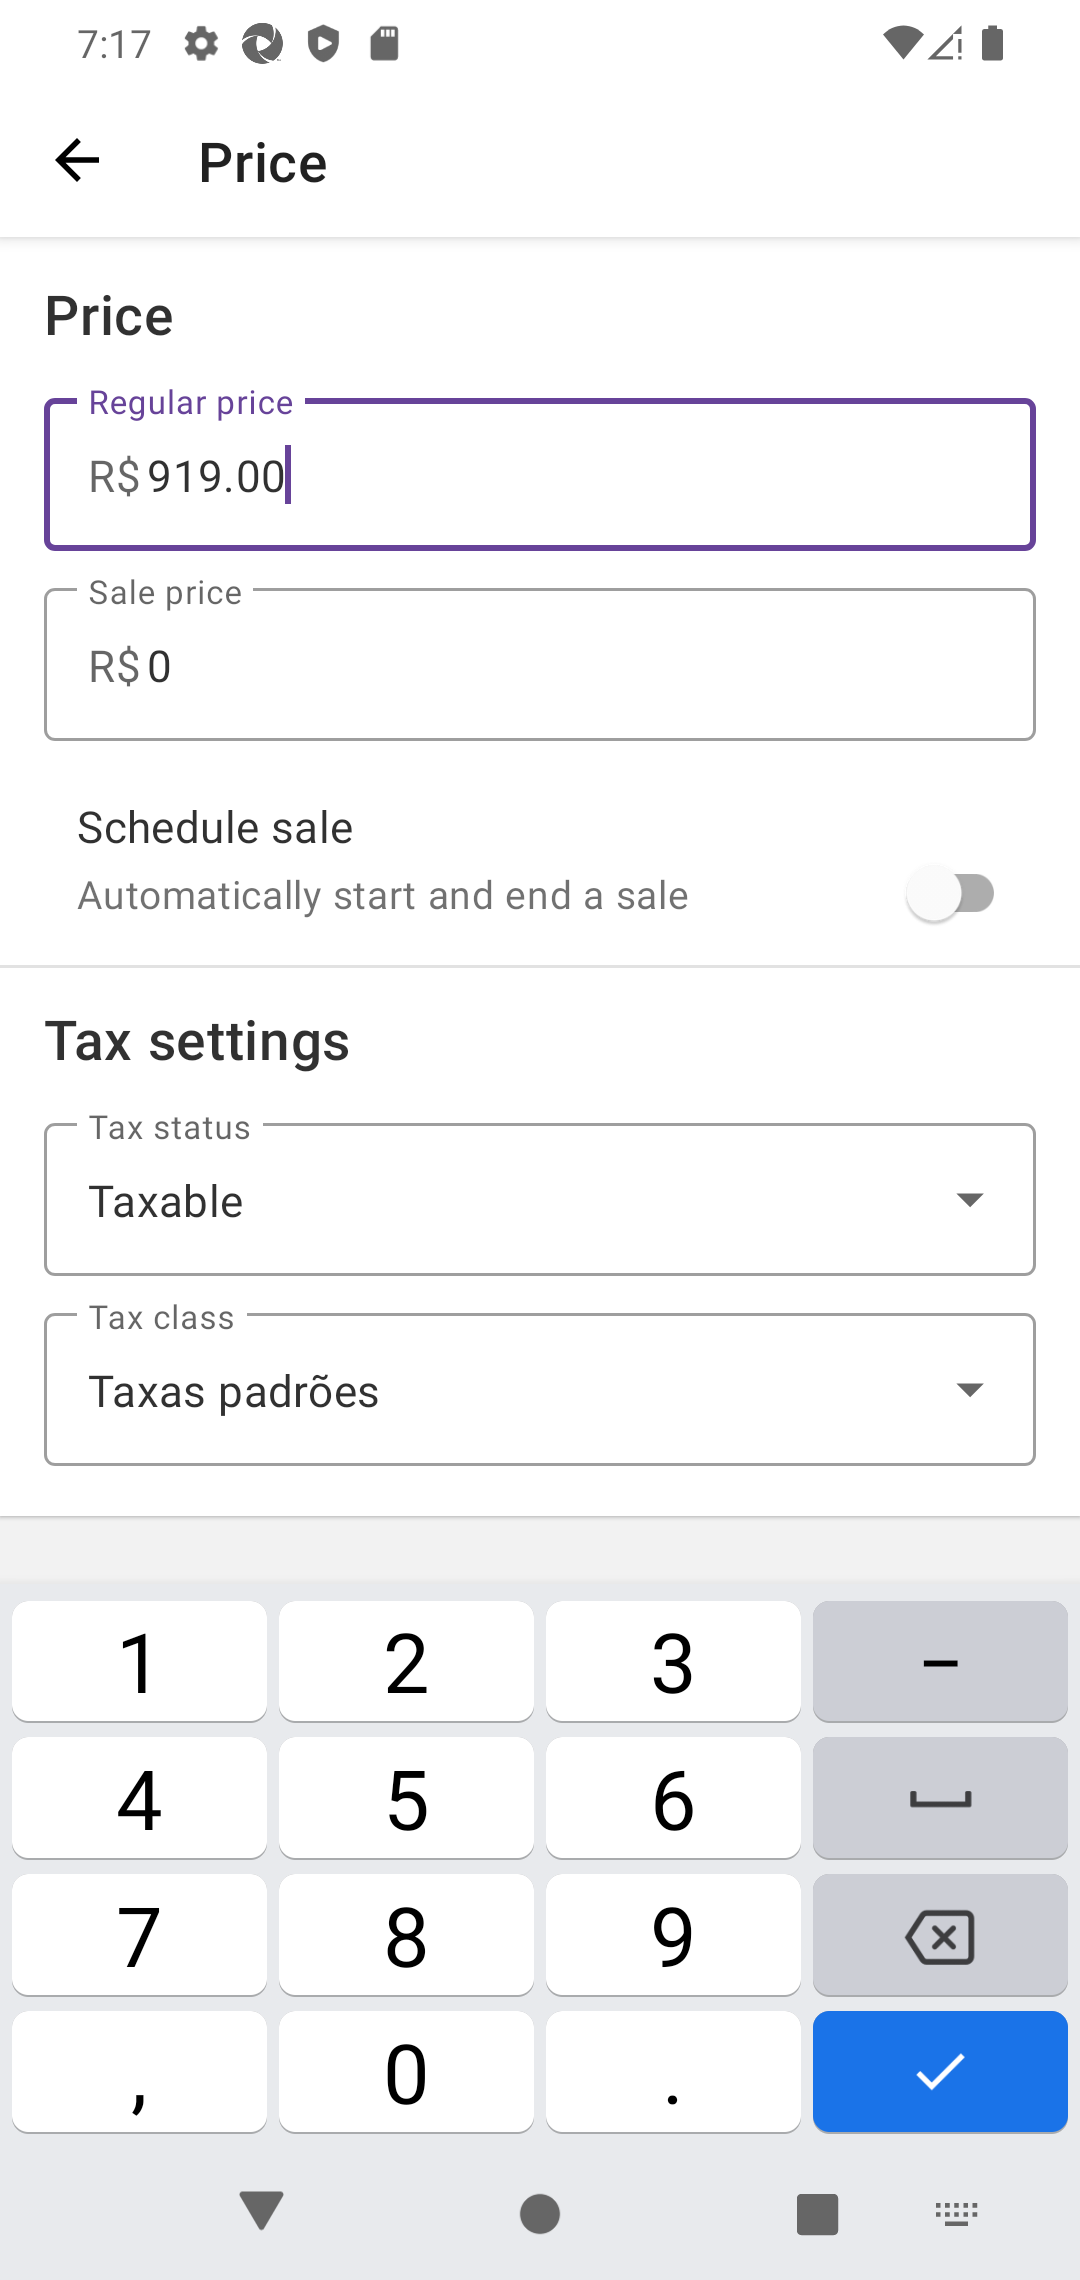 7:17
Price
Price
Regular price
R$ 919.00
Sale price
R$ 0
Schedule sale
Automatically start and end a sale
Tax settings
Tax status
Taxable
Tax class
Taxas padrões
1 2 3 –
4 5 6
7 8 9
, 0 .